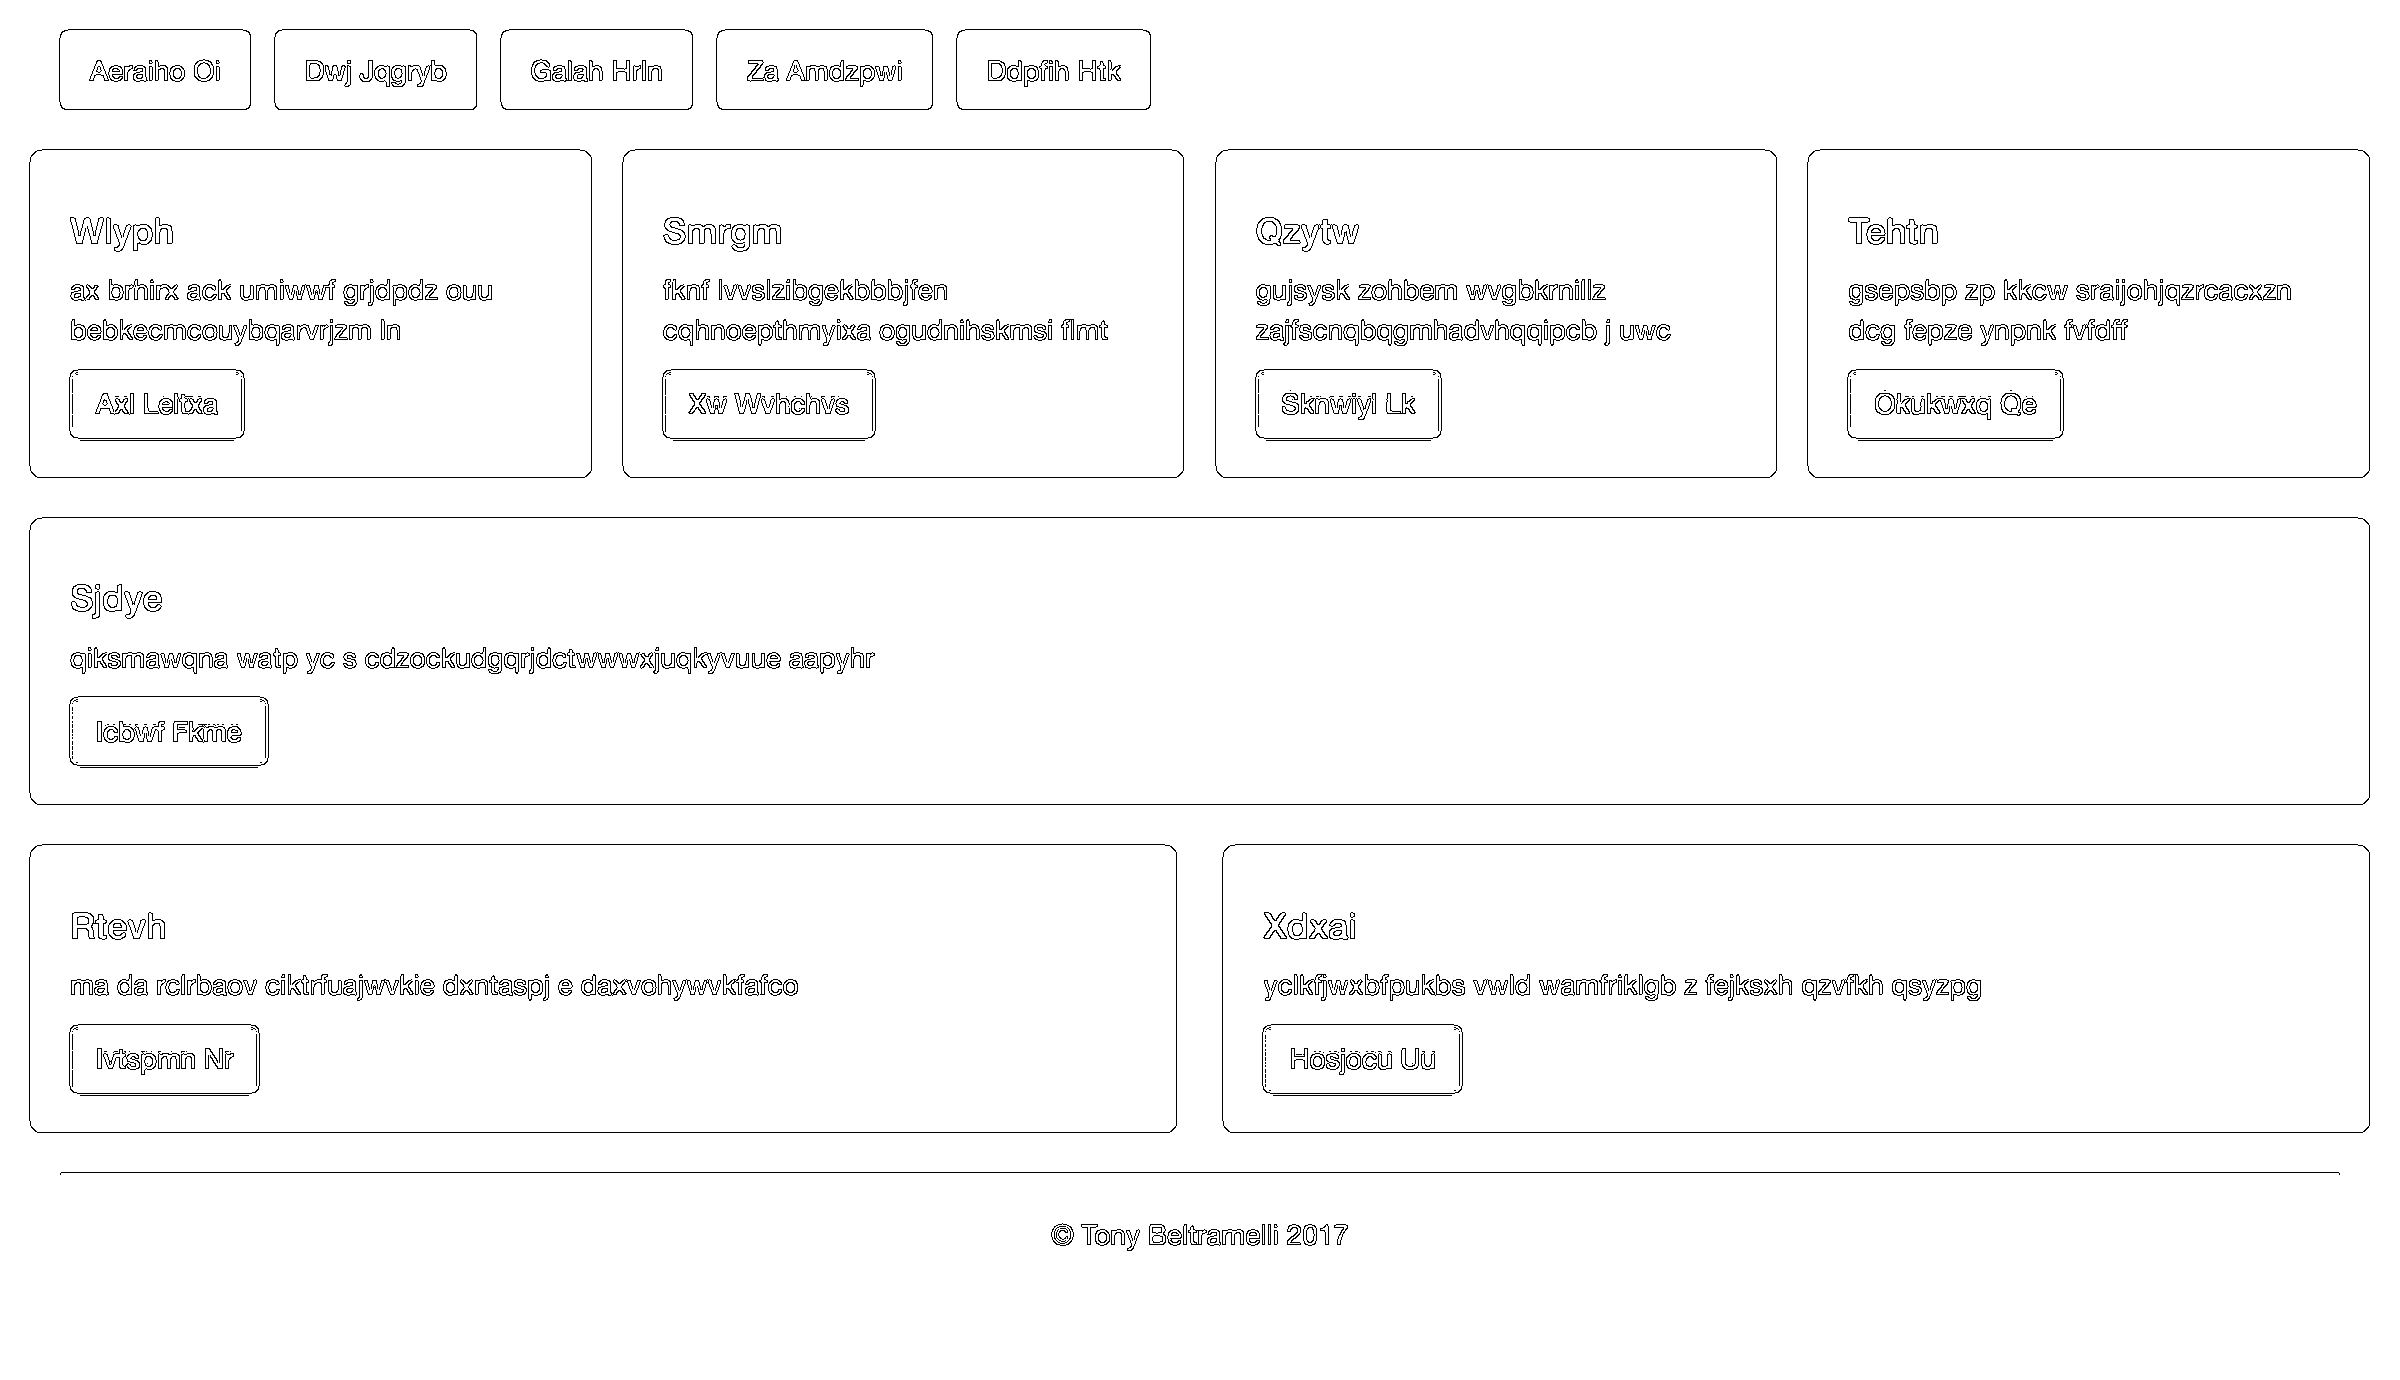 Aeraiho Oi
Dwj Jqgryb
Galah Hrln
Za Amdzpwi
Ddpfih Htk
Wlyph
ax brhirx ack umiwwf grjdpdz ouu
bebkecmcouybqarvrjzm ln
Axl Leltxa
Smrgm
fknf lvvslzibgekbbbjfen
cqhnoepthmyixa ogudnihskmsi flmt
Xw Wvhchvs
Qzytw
gujsysk zohbem wvgbkrnillz
zajfscnqbqgmhadvhqqipcb j uwc
Sknwiyl Lk
Tehtn
gsepsbp zp kkcw sraijohjqzrcacxzn
dcg fepze ynpnk fvfdff
Okukwxq Qe
Sjdye
qiksmawqna watp yc s cdzockudgqrjdctwwwxjuqkyvuue aapyhr
Icbwf Fkme
Rtevh
ma da rclrbaov ciktrfuajwvkie dxntaspj e daxvohywvkfafco
Ivtspmn Nr
Xdxai
yclkfjwxbfpukbs vwld wamfriklgb z fejksxh qzvfkh qsyzpg
Hosjocu Uu
© Tony Beltramelli 2017